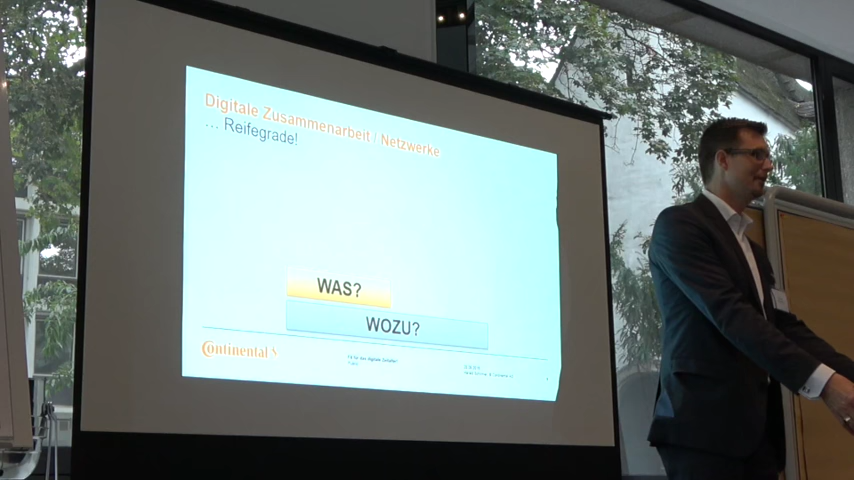 Digitale Zusammenarbeit / Netzwerke
... Reifegrade!
WAS?
WOZU?
Continental